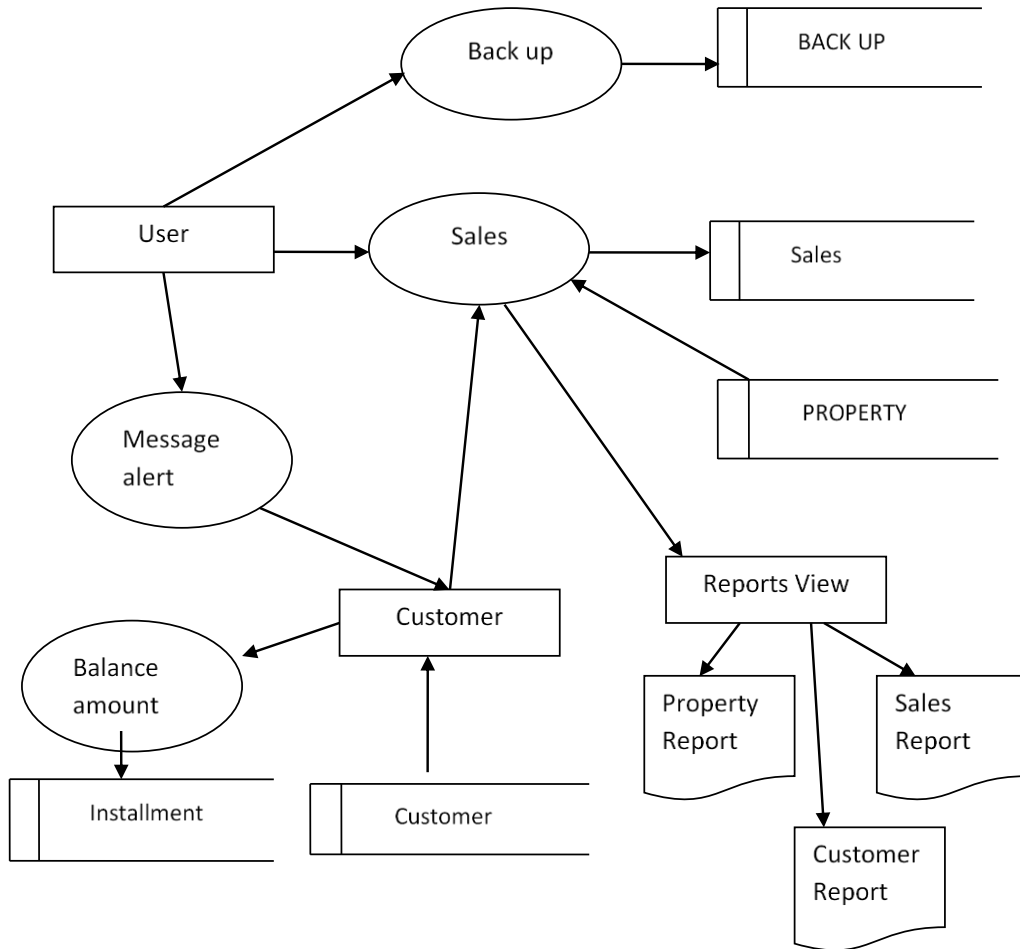 Back up
BACK UP
User
Sales
Sales
PROPERTY
Message
alert
Reports View
Customer
Balance
amount
Property
Report
Sales
Report
Installment
Customer
Customer
Report